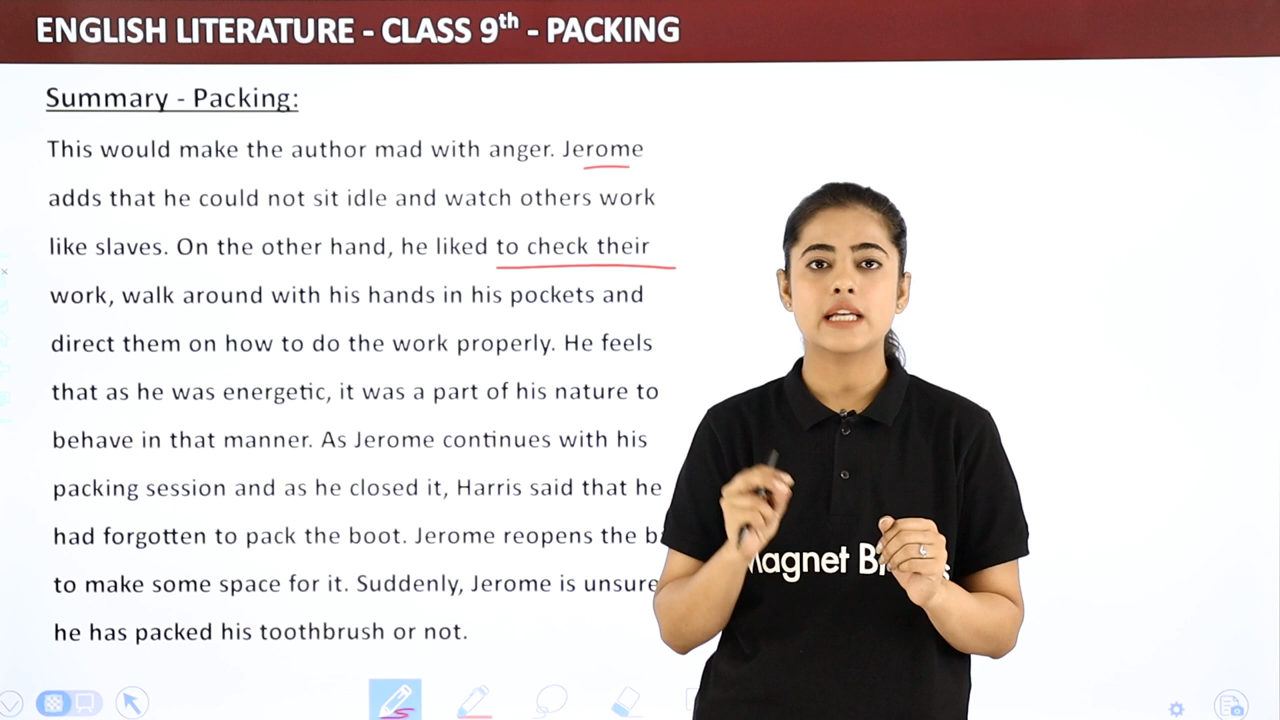 ENGLISH LITERATURE - CLASS 9th - PACKING
Summary - Packing:
This would make the author mad with anger. Jerome
adds that he could not sit idle and watch others work
like slaves. On the other hand, he liked to check their
work, walk around with his hands in his pockets and
direct them on how to do the work properly. He feels
that as he was energetic, it was a part of his nature to
behave in that manner. As Jerome continues with his
packing session and as he closed it, Harris said that he
had forgotten to pack the boot. Jerome reopens the
to make some space for it. Suddenly, Jerome is unsure
he has packed his toothbrush or not.
Magnet